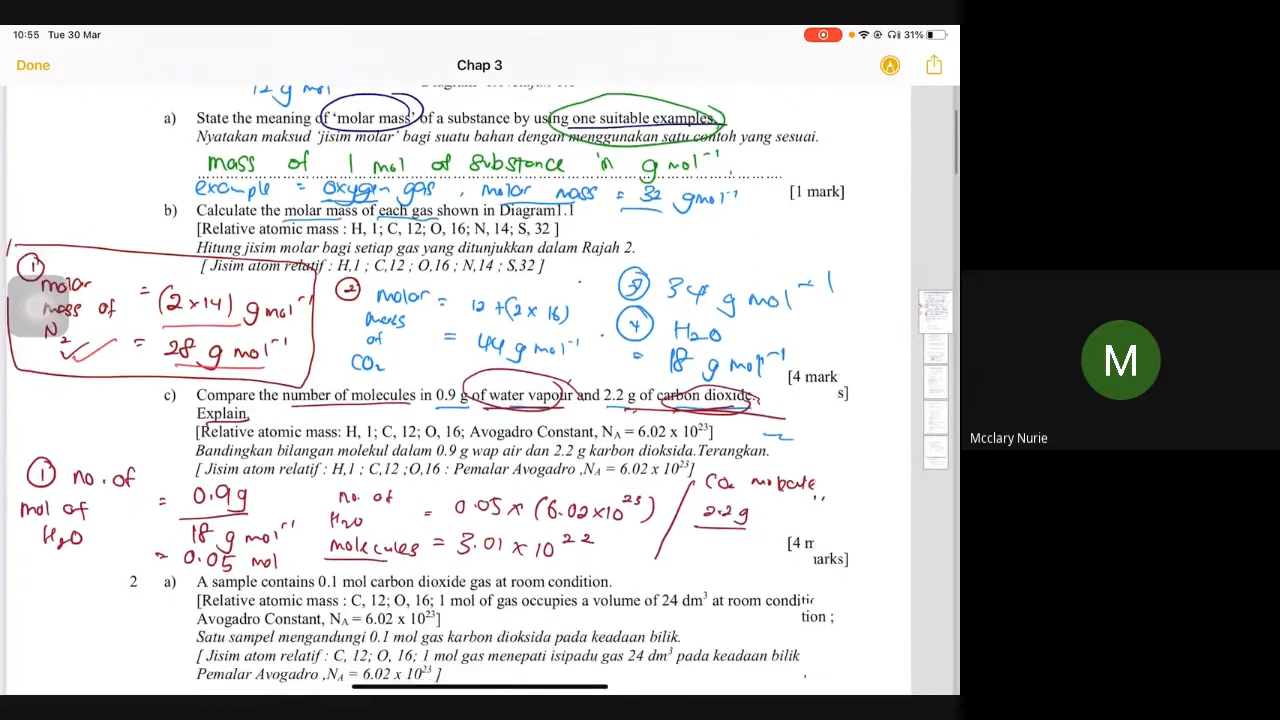 10:55 Tue 30 Mar
31%
Done
Chap 3
12 g mol
a) State the meaning of 'molar mass' of a substance by using one suitable examples.
Nyatakan maksud 'jisim molar' bagi suatu bahan dengan menggunakan satu contoh yang sesuai.
mass of 1 mol of substance in g mol⁻¹.
example = oxygen gas, molar mass = 32 gmol⁻¹
[1 mark]
b) Calculate the molar mass of each gas shown in Diagram1.1
[Relative atomic mass : H, 1; C, 12; O, 16; N, 14; S, 32 ]
Hitung jisim molar bagi setiap gas yang ditunjukkan dalam Rajah 2.
[ Jisim atom relatif : H,1 ; C,12 ; O,16 ; N,14 ; S,32 ]
① molar mass of N₂ = (2 x 14) g mol⁻¹
= 28 g mol⁻¹
② molar mass of CO₂ = 12 + (2 x 16)
= 44 g mol⁻¹
③ 34 g mol⁻¹
④ H₂O
= 18 g mol⁻¹
[4 mark
s]
c) Compare the number of molecules in 0.9 g of water vapour and 2.2 g of carbon dioxide.
Explain.
[Relative atomic mass: H, 1; C, 12; O, 16; Avogadro Constant, NA = 6.02 x 10²³]
Bandingkan bilangan molekul dalam 0.9 g wap air dan 2.2 g karbon dioksida.Terangkan.
[ Jisim atom relatif : H,1 ; C,12 ;O,16 : Pemalar Avogadro ,NA = 6.02 x 10²³]
① no. of mol of H₂O = 0.9g
18 g mol⁻¹
= 0.05 mol
no. of H₂O molecules = 0.05 x (6.02 x 10²³)
= 3.01 x 10²²
2.2g
[4 m
arks]
2 a) A sample contains 0.1 mol carbon dioxide gas at room condition.
[Relative atomic mass : C, 12; O, 16; 1 mol of gas occupies a volume of 24 dm³ at room conditic
tion ;
Avogadro Constant, NA = 6.02 x 10²³]
Satu sampel mengandungi 0.1 mol gas karbon dioksida pada keadaan bilik.
[ Jisim atom relatif : C, 12; O, 16; 1 mol gas menepati isipadu gas 24 dm³ pada keadaan bilik
Pemalar Avogadro ,NA = 6.02 x 10²³ ]
M
Mcclary Nurie